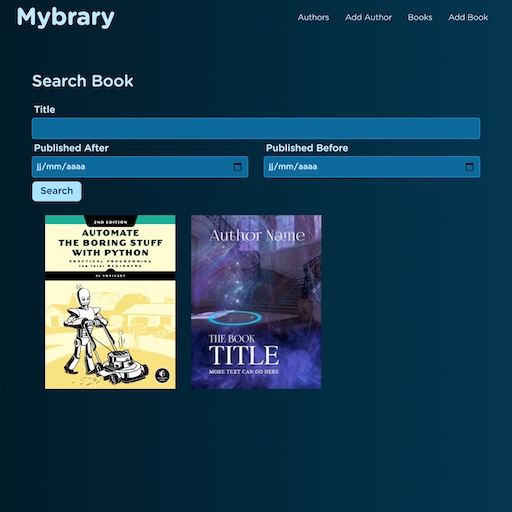 Mybrary
Authors Add Author Books Add Book
Search Book
Title
Published After Published Before
jj/mm/aaaa jj/mm/aaaa
Search
2ND EDITION
AUTOMATE
THE BORING STUFF
WITH PYTHON
PRACTICAL PROGRAMMING
FOR TOTAL BEGINNERS
AL SWEIGART
Author Name
THE BOOK
TITLE
MORE TEXT CAN GO HERE